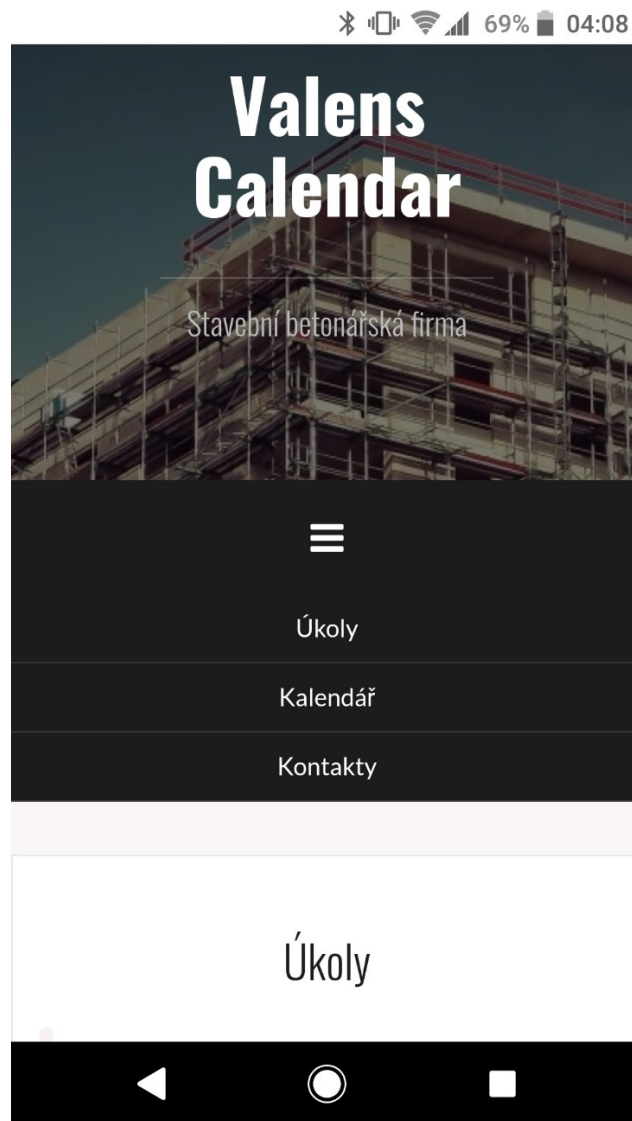 69% 04:08
Valens
Calendar
Stavební betonářská firma
Úkoly
Kalendář
Kontakty
Úkoly